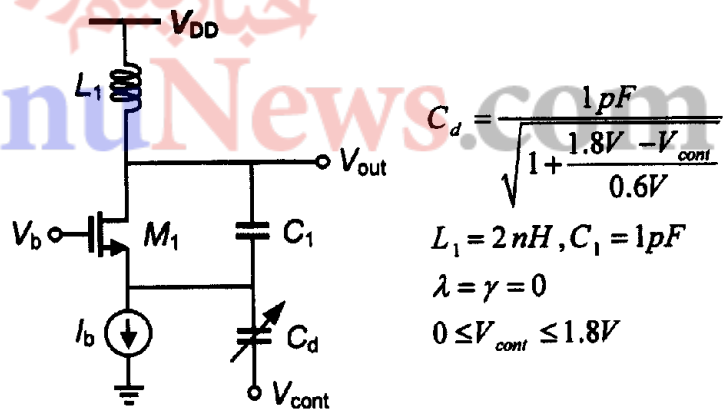 اخبار
V_DD
L_1
nuNews.com
C_d = 1pF / √(1 + (1.8V - V_cont) / 0.6V)
V_out
V_b
M_1
C_1
L_1 = 2nH, C_1 = 1pF
λ = γ = 0
I_b
C_d
0 ≤ V_cont ≤ 1.8V
V_cont